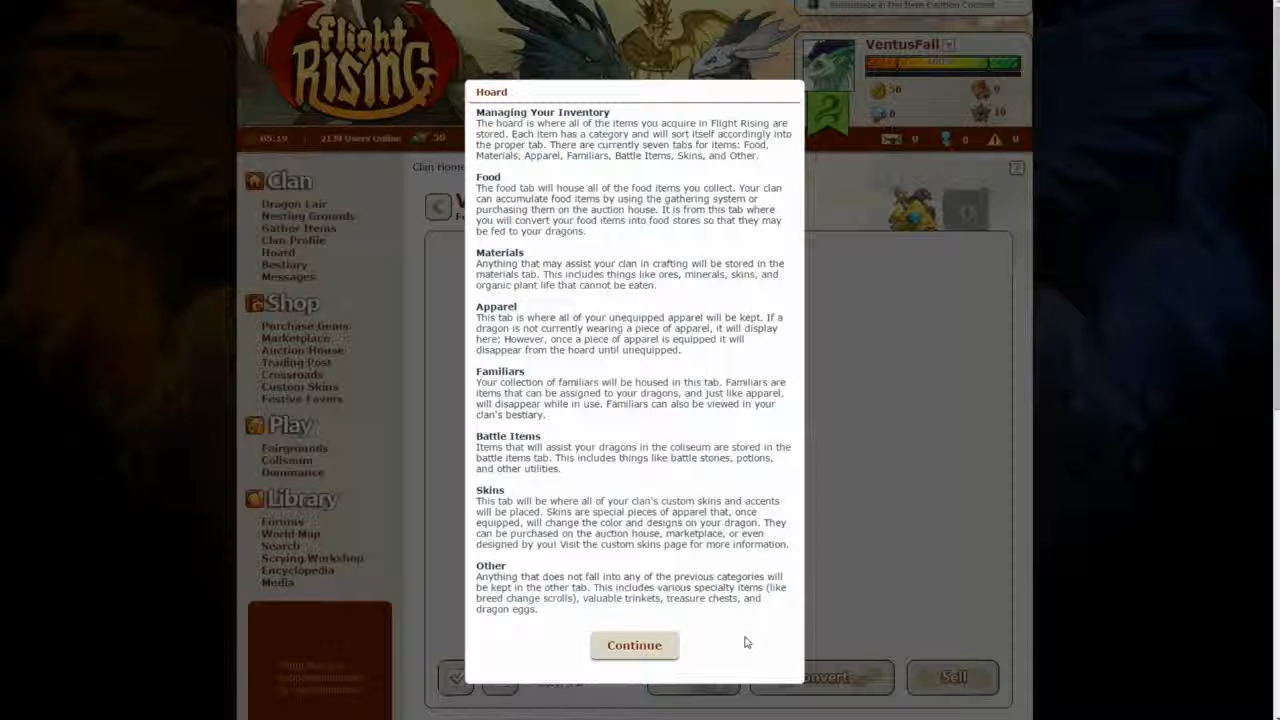 Flight
RISING
VentusFall
100%
50
0
0
10
05:19
2139 Users Online
50
0
0
0
Clan
Dragon Lair
Nesting Grounds
Gather Items
Clan Profile
Hoard
Bestiary
Messages
Shop
Purchase Gems
Marketplace
Auction House
Trading Post
Crossroads
Custom Skins
Festive Favors
Play
Fairgrounds
Coliseum
Dominance
Library
Forums
World Map
Search
Scrying Workshop
Encyclopedia
Media
Clan Home
Hoard
Managing Your Inventory
The hoard is where all of the items you acquire in Flight Rising are
stored. Each item has a category and will sort itself accordingly into
the proper tab. There are currently seven tabs for items: Food,
Materials, Apparel, Familiars, Battle Items, Skins, and Other.
Food
The food tab will house all of the food items you collect. Your clan
can accumulate food items by using the gathering system or
purchasing them on the auction house. It is from this tab where
you will convert your food items into food stores so that they may
be fed to your dragons.
Materials
Anything that may assist your clan in crafting will be stored in the
materials tab. This includes things like ores, minerals, skins, and
organic plant life that cannot be eaten.
Apparel
This tab is where all of your unequipped apparel will be kept. If a
dragon is not currently wearing a piece of apparel, it will display
here; However, once a piece of apparel is equipped it will
disappear from the hoard until unequipped.
Familiars
Your collection of familiars will be housed in this tab. Familiars are
items that can be assigned to your dragons, and just like apparel,
will disappear while in use. Familiars can also be viewed in your
clan's bestiary.
Battle Items
Items that will assist your dragons in the coliseum are stored in the
battle items tab. This includes things like battle stones, potions,
and other utilities.
Skins
This tab will be where all of your clan's custom skins and accents
will be placed. Skins are special pieces of apparel that, once
equipped, will change the color and designs on your dragon. They
can be purchased on the auction house, marketplace, or even
designed by you! Visit the custom skins page for more information.
Other
Anything that does not fall into any of the previous categories will
be kept in the other tab. This includes various specialty items (like
breed change scrolls), valuable trinkets, treasure chests, and
dragon eggs.
Continue
Sell